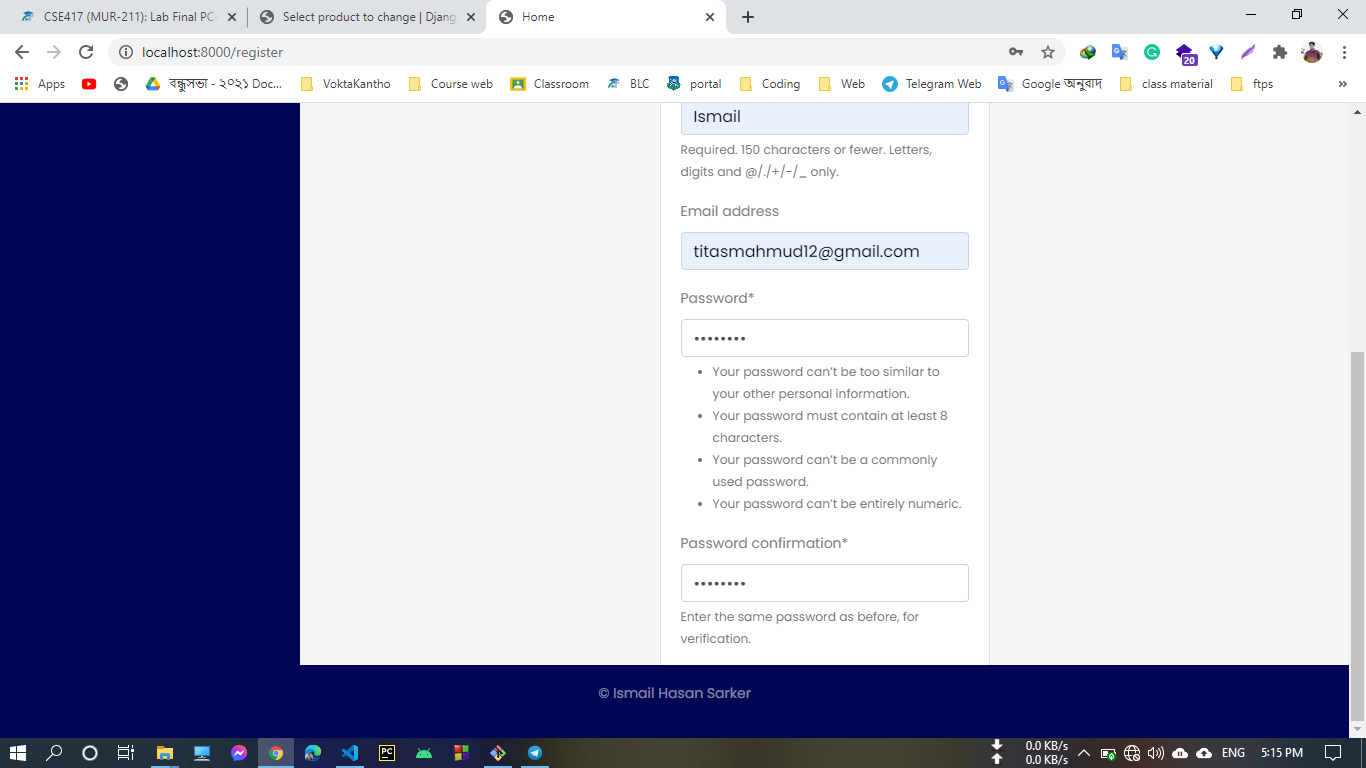 CSE417 (MUR-211): Lab Final PC-
Select product to change | Djang
Home
localhost:8000/register
20
Apps
বন্ধুসভা - ২০২১ Doc...
VoktaKantho
Course web
Classroom
BLC
portal
Coding
Web
Telegram Web
Google অনুবাদ
class material
ftps
»
Ismail
Required. 150 characters or fewer. Letters,
digits and @/./+/-/_ only.
Email address
titasmahmud12@gmail.com
Password*
••••••••
• Your password can’t be too similar to
your other personal information.
• Your password must contain at least 8
characters.
• Your password can’t be a commonly
used password.
• Your password can’t be entirely numeric.
Password confirmation*
••••••••
Enter the same password as before, for
verification.
© Ismail Hasan Sarker
PC
0.0 KB/s
0.0 KB/s
ENG
5:15 PM